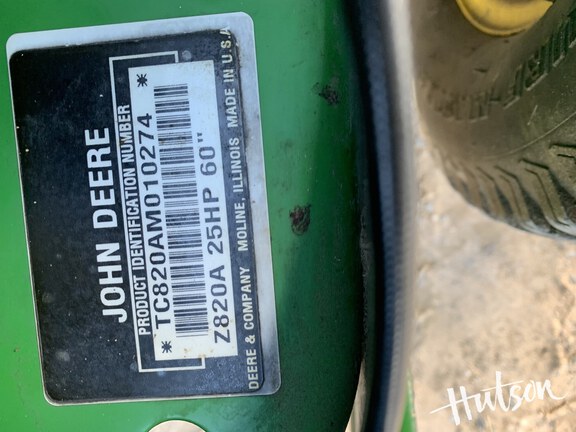 JOHN DEERE
PRODUCT IDENTIFICATION NUMBER
* TC820AM010274 *
Z820A 25HP 60"
DEERE & COMPANY MOLINE, ILLINOIS MADE IN U.S.A
Hutson